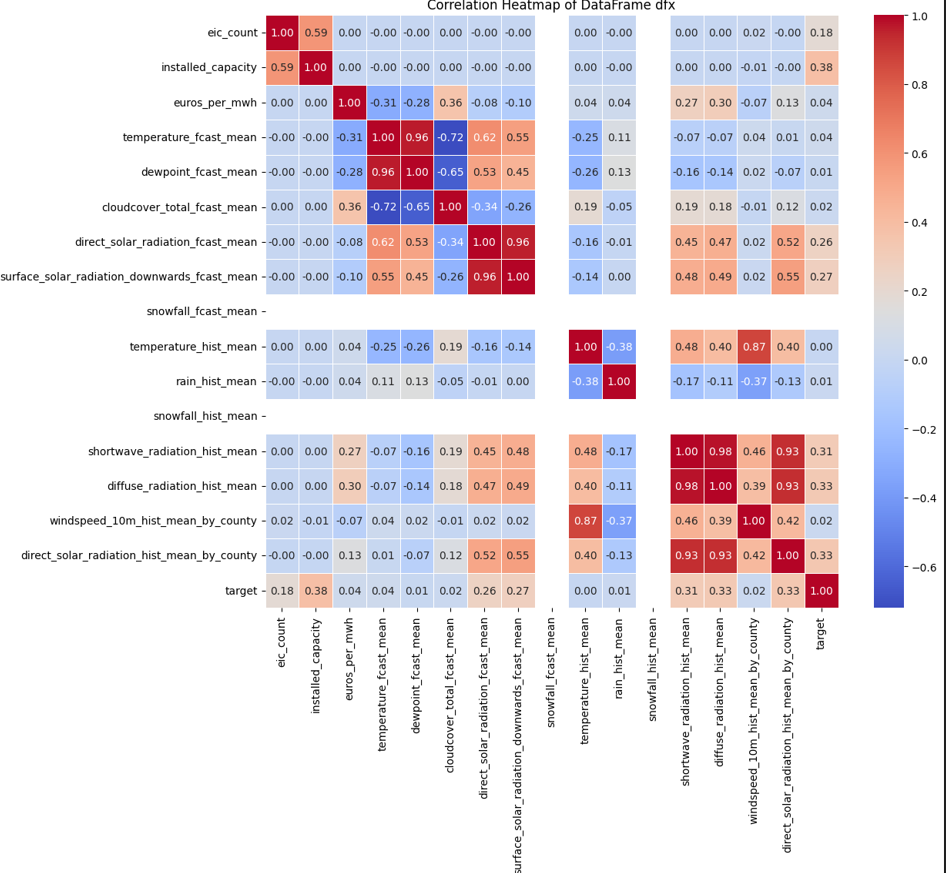 Correlation Heatmap of DataFrame dfx
eic_count 1.00 0.59 0.00 -0.00 -0.00 0.00 -0.00 -0.00 0.00 -0.00 0.00 0.00 0.02 -0.00 0.18
installed_capacity 0.59 1.00 0.00 -0.00 -0.00 0.00 -0.00 -0.00 0.00 -0.00 0.00 0.00 -0.01 -0.00 0.38
euros_per_mwh 0.00 0.00 1.00 -0.31 -0.28 0.36 -0.08 -0.10 0.04 0.04 0.27 0.30 -0.07 0.13 0.04
temperature_fcast_mean -0.00 -0.00 -0.31 1.00 0.96 -0.72 0.62 0.55 -0.25 0.11 -0.07 -0.07 0.04 0.01 0.04
dewpoint_fcast_mean -0.00 -0.00 -0.28 0.96 1.00 -0.65 0.53 0.45 -0.26 0.13 -0.16 -0.14 0.02 -0.07 0.01
cloudcover_total_fcast_mean 0.00 0.00 0.36 -0.72 -0.65 1.00 -0.34 -0.26 0.19 -0.05 0.19 0.18 -0.01 0.12 0.02
direct_solar_radiation_fcast_mean -0.00 -0.00 -0.08 0.62 0.53 -0.34 1.00 0.96 -0.16 -0.01 0.45 0.47 0.02 0.52 0.26
surface_solar_radiation_downwards_fcast_mean -0.00 -0.00 -0.10 0.55 0.45 -0.26 0.96 1.00 -0.14 0.00 0.48 0.49 0.02 0.55 0.27
snowfall_fcast_mean
temperature_hist_mean 0.00 0.00 0.04 -0.25 -0.26 0.19 -0.16 -0.14 1.00 -0.38 0.48 0.40 0.87 0.40 0.00
rain_hist_mean -0.00 -0.00 0.04 0.11 0.13 -0.05 -0.01 0.00 -0.38 1.00 -0.17 -0.11 -0.37 -0.13 0.01
snowfall_hist_mean
shortwave_radiation_hist_mean 0.00 0.00 0.27 -0.07 -0.16 0.19 0.45 0.48 0.48 -0.17 1.00 0.98 0.46 0.93 0.31
diffuse_radiation_hist_mean 0.00 0.00 0.30 -0.07 -0.14 0.18 0.47 0.49 0.40 -0.11 0.98 1.00 0.39 0.93 0.33
windspeed_10m_hist_mean_by_county 0.02 -0.01 -0.07 0.04 0.02 -0.01 0.02 0.02 0.87 -0.37 0.46 0.39 1.00 0.42 0.02
direct_solar_radiation_hist_mean_by_county -0.00 -0.00 0.13 0.01 -0.07 0.12 0.52 0.55 0.40 -0.13 0.93 0.93 0.42 1.00 0.33
target 0.18 0.38 0.04 0.04 0.01 0.02 0.26 0.27 0.00 0.01 0.31 0.33 0.02 0.33 1.00
eic_count
installed_capacity
euros_per_mwh
temperature_fcast_mean
dewpoint_fcast_mean
cloudcover_total_fcast_mean
direct_solar_radiation_fcast_mean
surface_solar_radiation_downwards_fcast_mean
snowfall_fcast_mean
temperature_hist_mean
rain_hist_mean
snowfall_hist_mean
shortwave_radiation_hist_mean
diffuse_radiation_hist_mean
windspeed_10m_hist_mean_by_county
direct_solar_radiation_hist_mean_by_county
target
1.0
0.8
0.6
0.4
0.2
0.0
−0.2
−0.4
−0.6